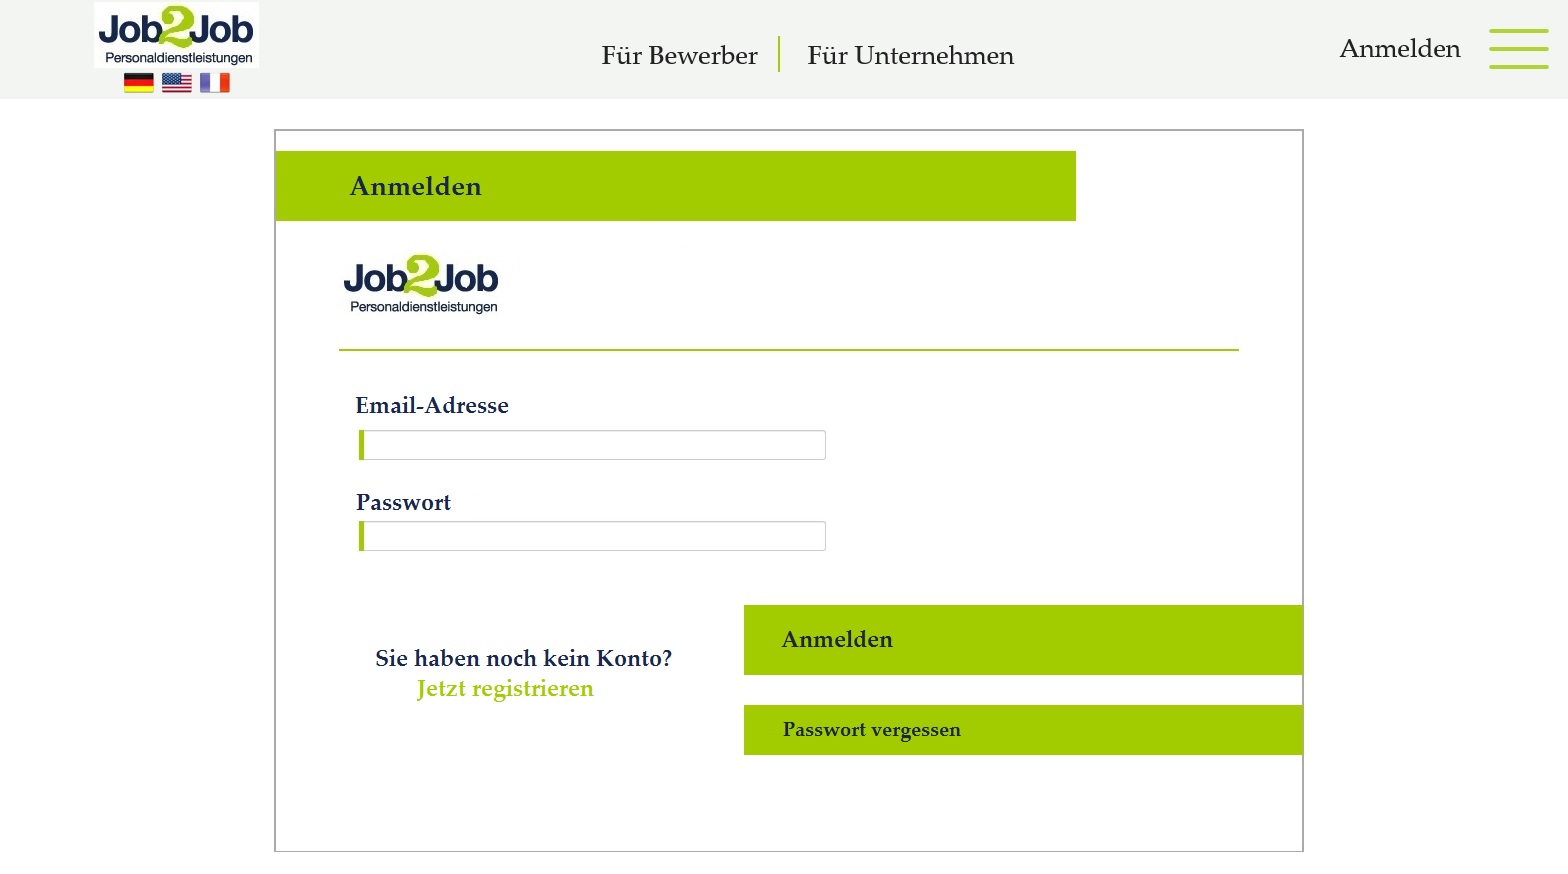 Job2Job
Personaldienstleistungen
Für Bewerber
Für Unternehmen
Anmelden
Anmelden
Job2Job
Personaldienstleistungen
Email-Adresse
Passwort
Anmelden
Sie haben noch kein Konto?
Jetzt registrieren
Passwort vergessen